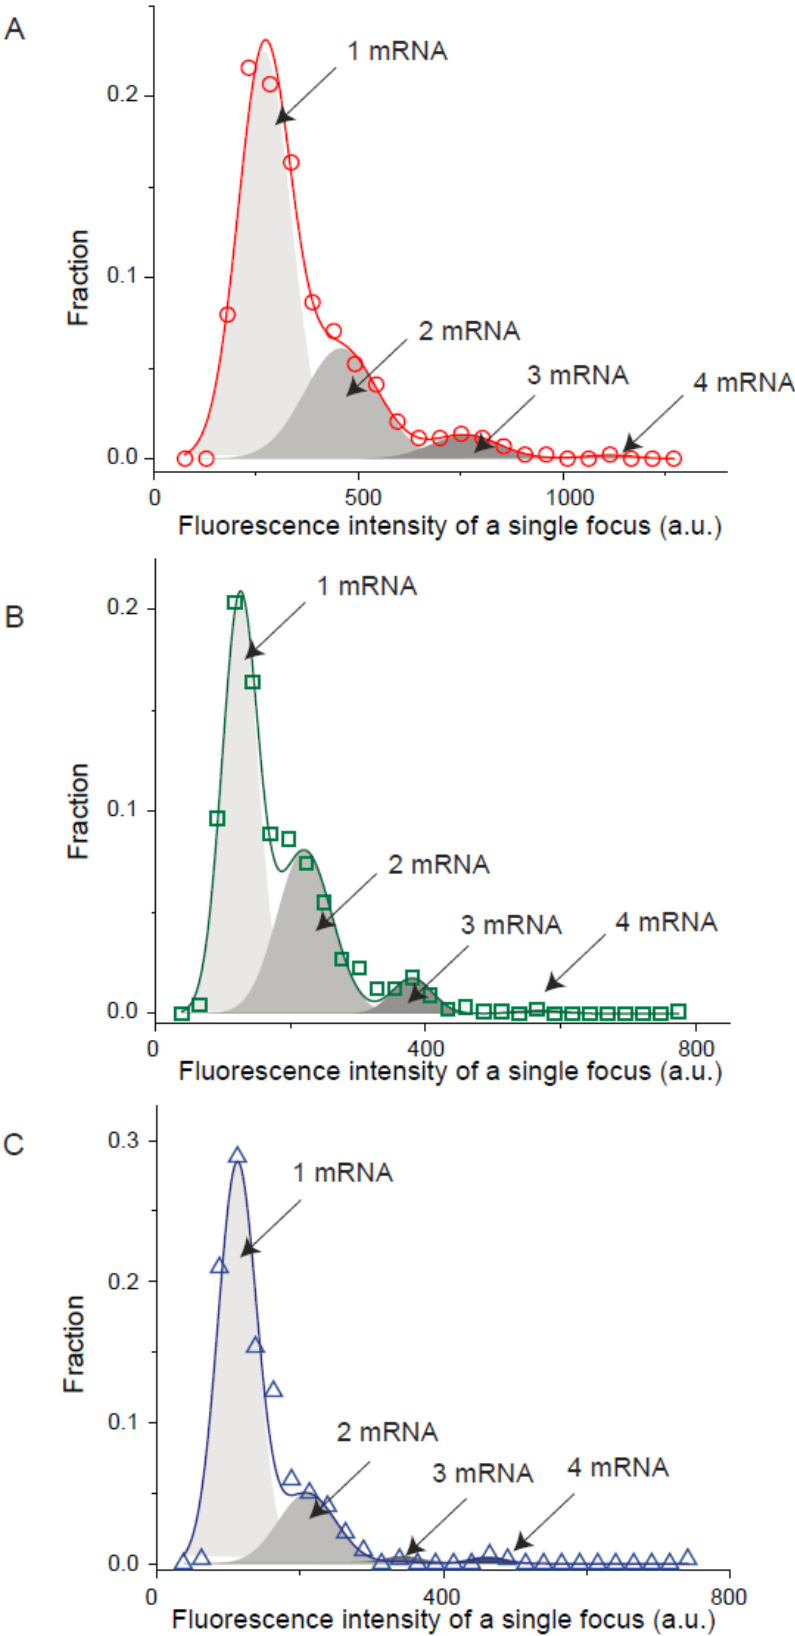 A
1 mRNA
0.2
2 mRNA
0.1
3 mRNA
4 mRNA
0.0
0 500 1000
Fluorescence intensity of a single focus (a.u.)
Fraction
B
1 mRNA
0.2
0.1
2 mRNA
3 mRNA
4 mRNA
0.0
0 400 800
Fluorescence intensity of a single focus (a.u.)
Fraction
C
0.3
1 mRNA
0.2
0.1
2 mRNA
3 mRNA
4 mRNA
0.0
0 400 800
Fluorescence intensity of a single focus (a.u.)
Fraction